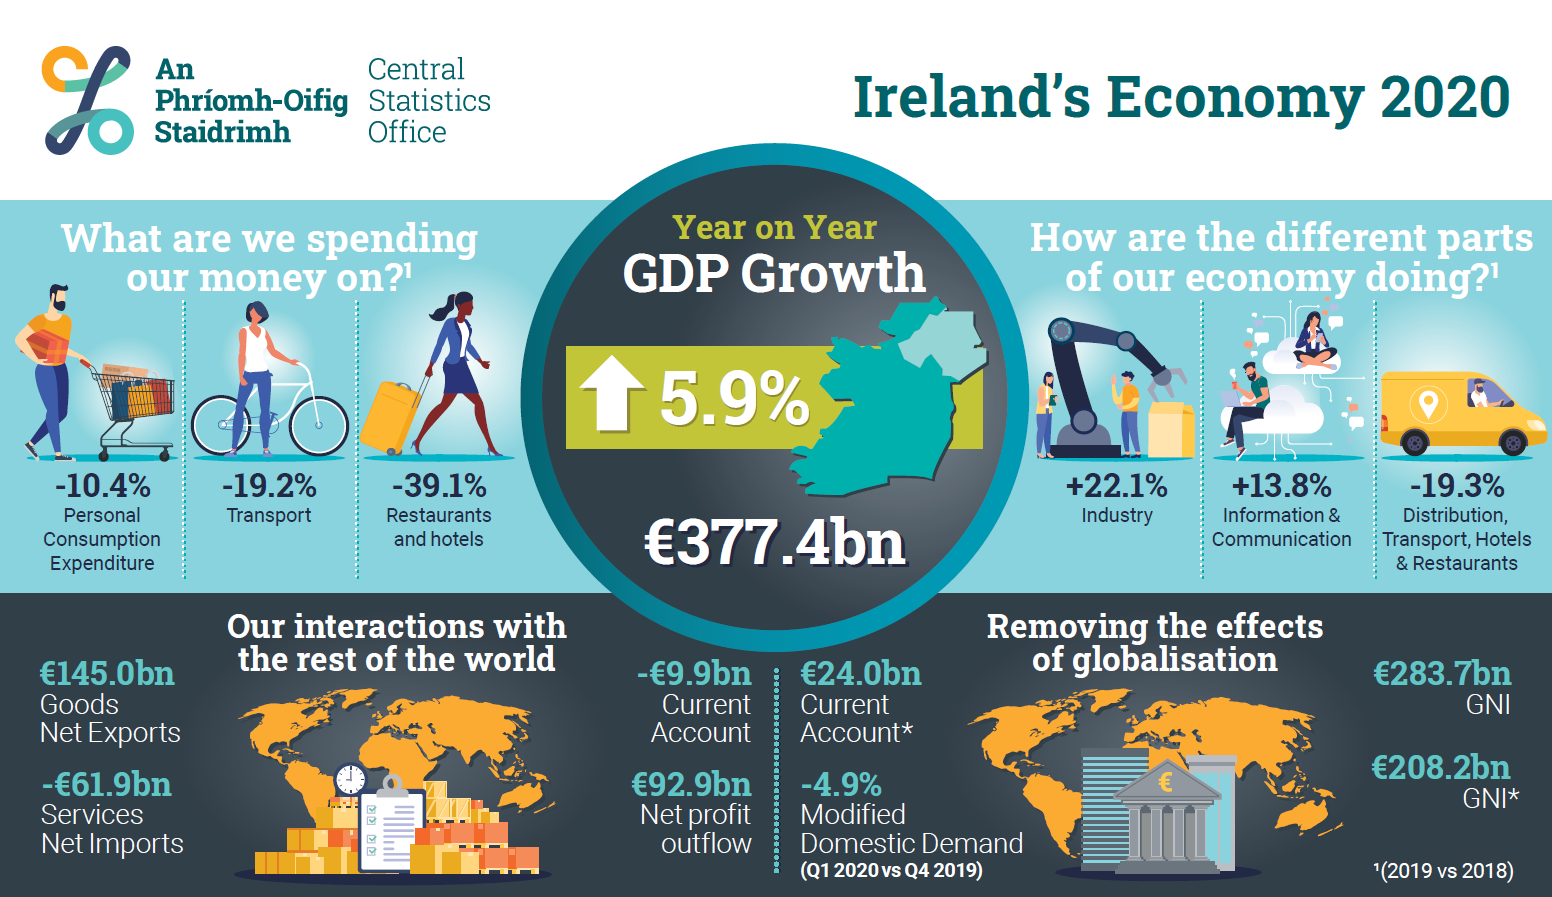 An
Phríomh-Oifig
Staidrimh
Central
Statistics
Office
Ireland's Economy 2020
What are we spending
our money on?¹
-10.4%
Personal
Consumption
Expenditure
-19.2%
Transport
-39.1%
Restaurants
and hotels
Year on Year
GDP Growth
5.9%
€377.4bn
How are the different parts
of our economy doing?¹
+22.1%
Industry
+13.8%
Information &
Communication
-19.3%
Distribution,
Transport, Hotels
& Restaurants
Our interactions with
the rest of the world
€145.0bn
Goods
Net Exports
-€61.9bn
Services
Net Imports
-€9.9bn
Current
Account
€92.9bn
Net profit
outflow
Removing the effects
of globalisation
€24.0bn
Current
Account*
-4.9%
Modified
Domestic Demand
(Q1 2020 vs Q4 2019)
€
€283.7bn
GNI
€208.2bn
GNI*
¹(2019 vs 2018)